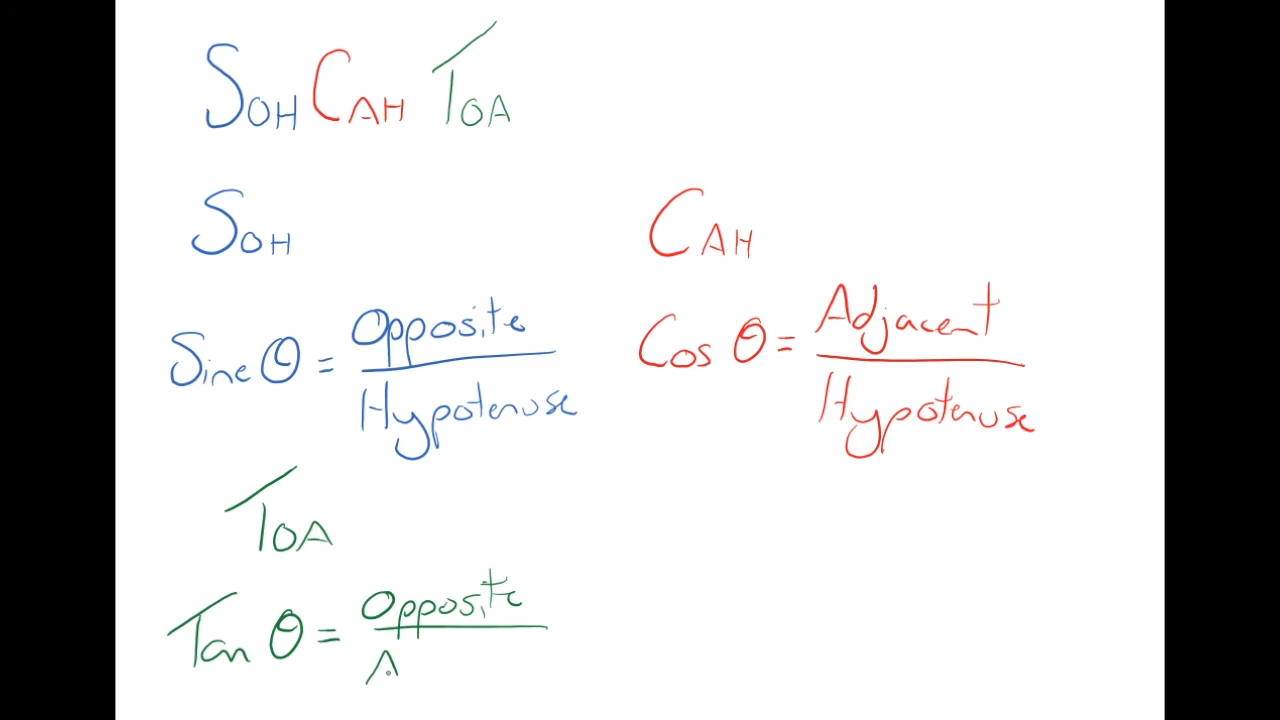 SOH CAH TOA
SOH
Sine θ = Opposite
Hypotenuse
CAH
Cos θ = Adjacent
Hypotenuse
TOA
Tan θ = Opposite
A